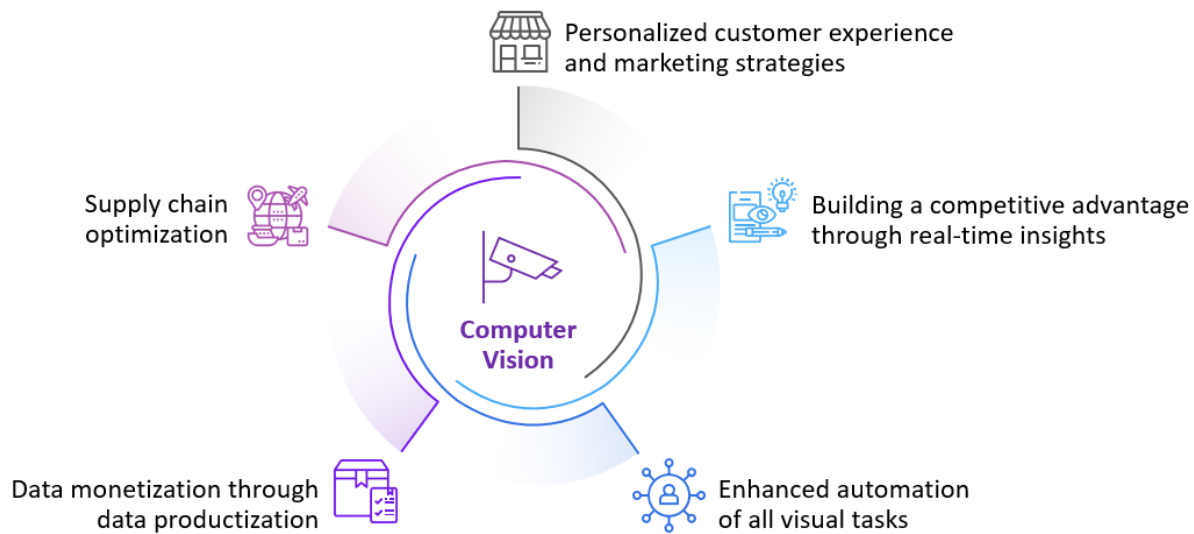 Personalized customer experience
and marketing strategies
Supply chain
optimization
Building a competitive advantage
through real-time insights
Computer
Vision
Data monetization through
data productization
Enhanced automation
of all visual tasks